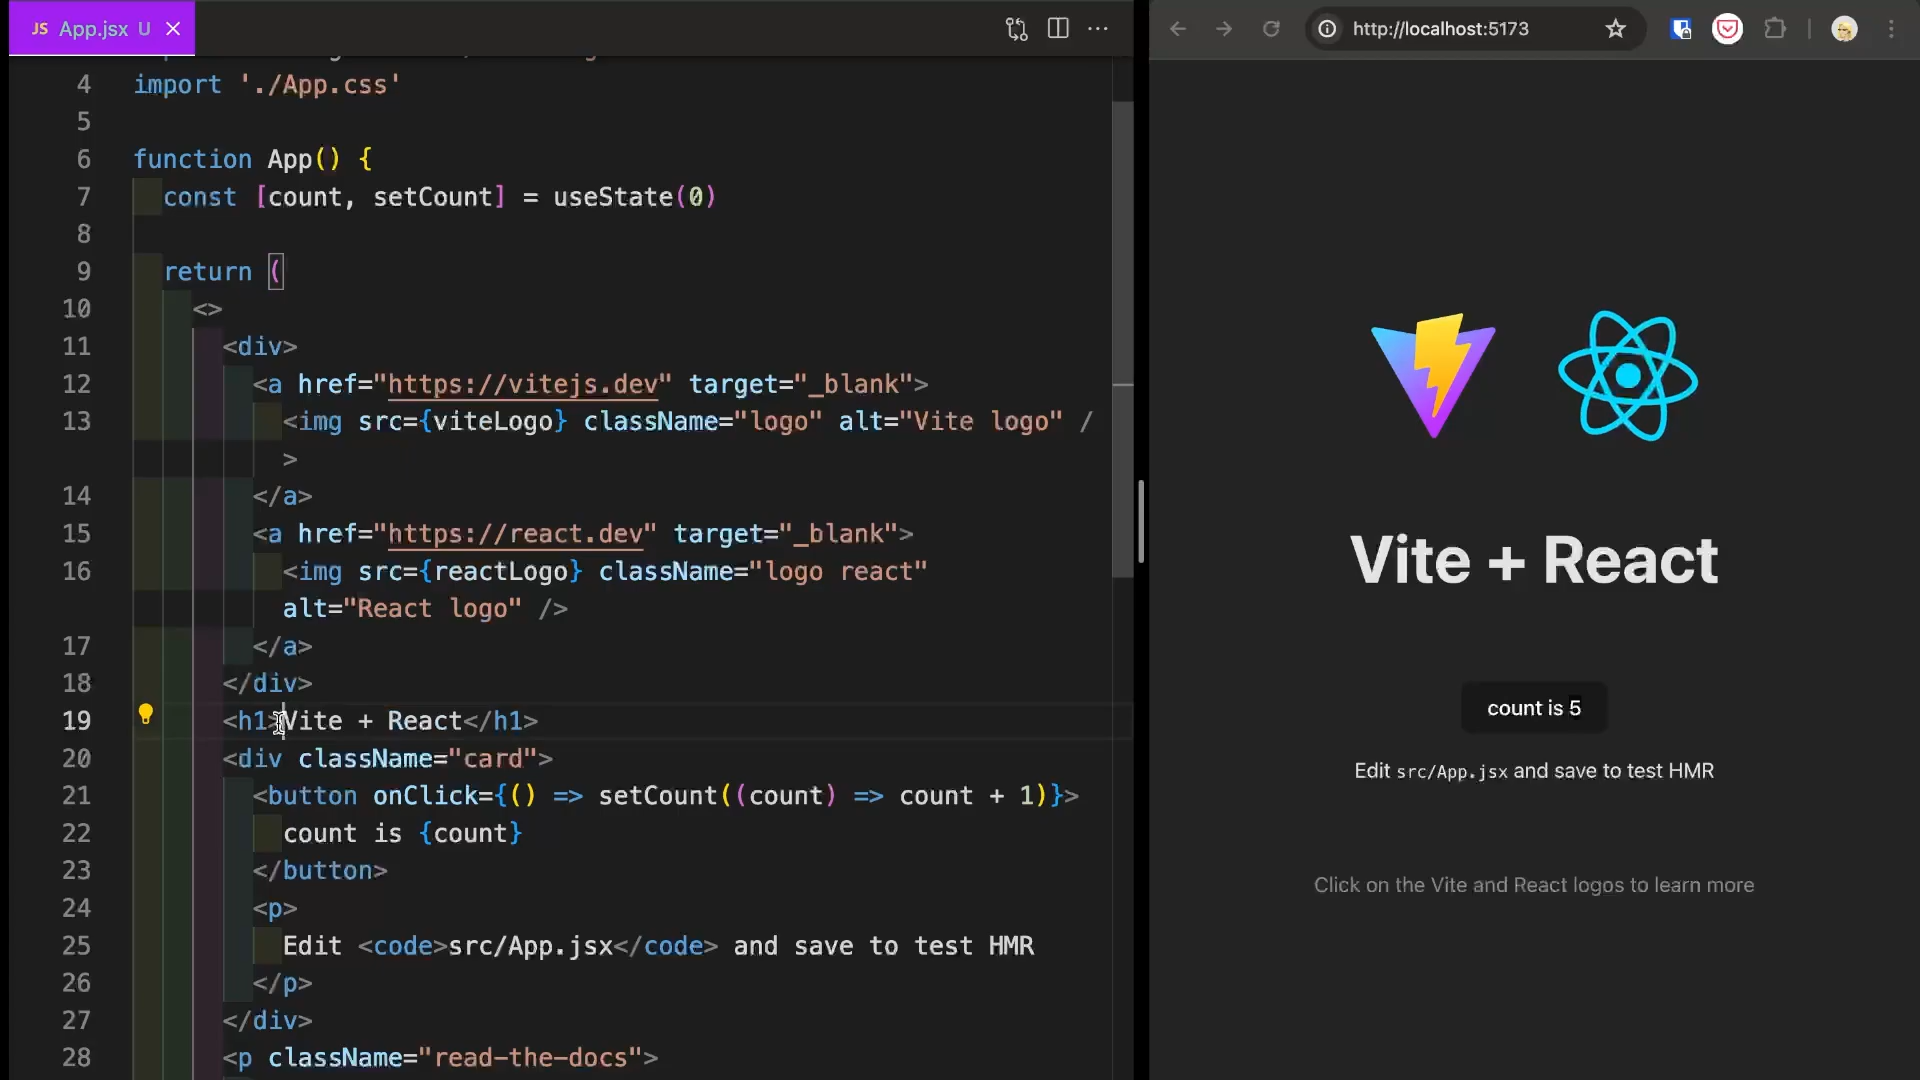 JS App.jsx U
4 import './App.css'
5
6 function App() {
7 const [count, setCount] = useState(0)
8
9 return (
10 <>
11 <div>
12 <a href="https://vitejs.dev" target="_blank">
13 <img src={viteLogo} className="logo" alt="Vite logo" /
>
14 </a>
15 <a href="https://react.dev" target="_blank">
16 <img src={reactLogo} className="logo react"
alt="React logo" />
17 </a>
18 </div>
19 <h1>Vite + React</h1>
20 <div className="card">
21 <button onClick={() => setCount((count) => count + 1)}>
22 count is {count}
23 </button>
24 <p>
25 Edit <code>src/App.jsx</code> and save to test HMR
26 </p>
27 </div>
28 <p className="read-the-docs">
http://localhost:5173
Vite + React
count is 5
Edit src/App.jsx and save to test HMR
Click on the Vite and React logos to learn more